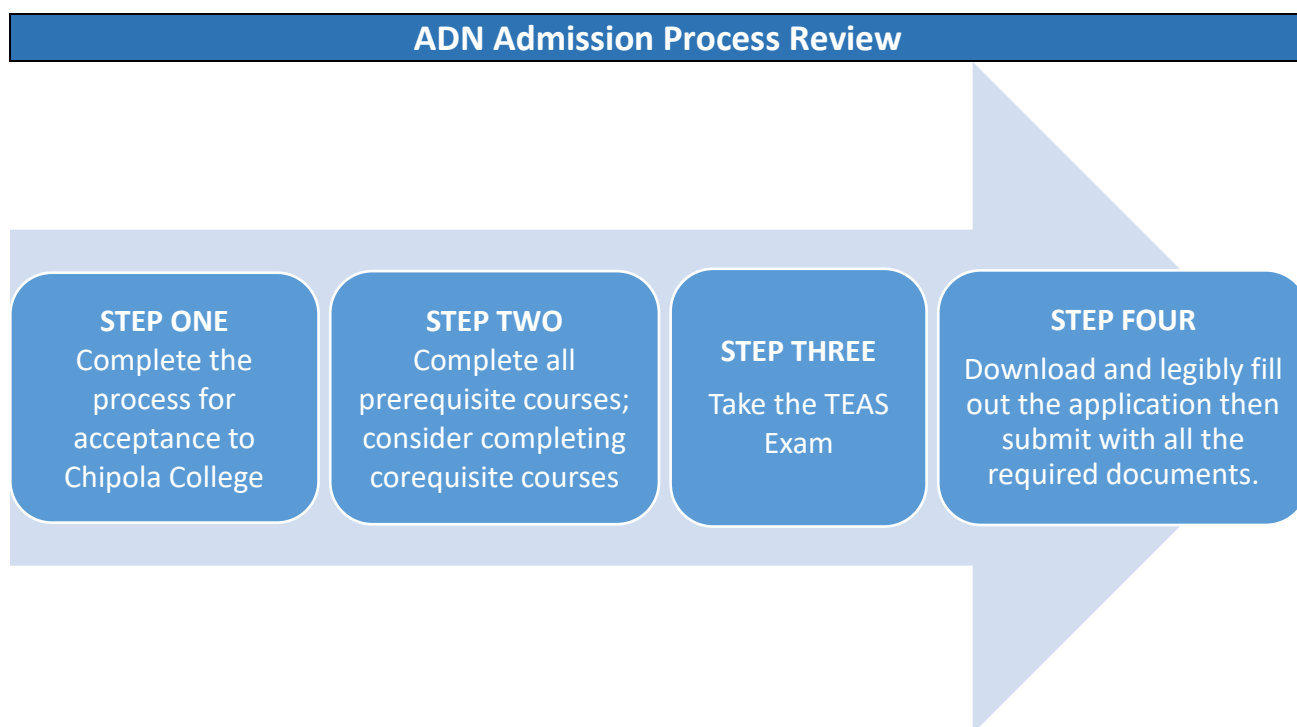 ADN Admission Process Review
STEP ONE
Complete the
process for
acceptance to
Chipola College
STEP TWO
Complete all
prerequisite courses;
consider completing
corequisite courses
STEP THREE
Take the TEAS
Exam
STEP FOUR
Download and legibly fill
out the application then
submit with all the
required documents.